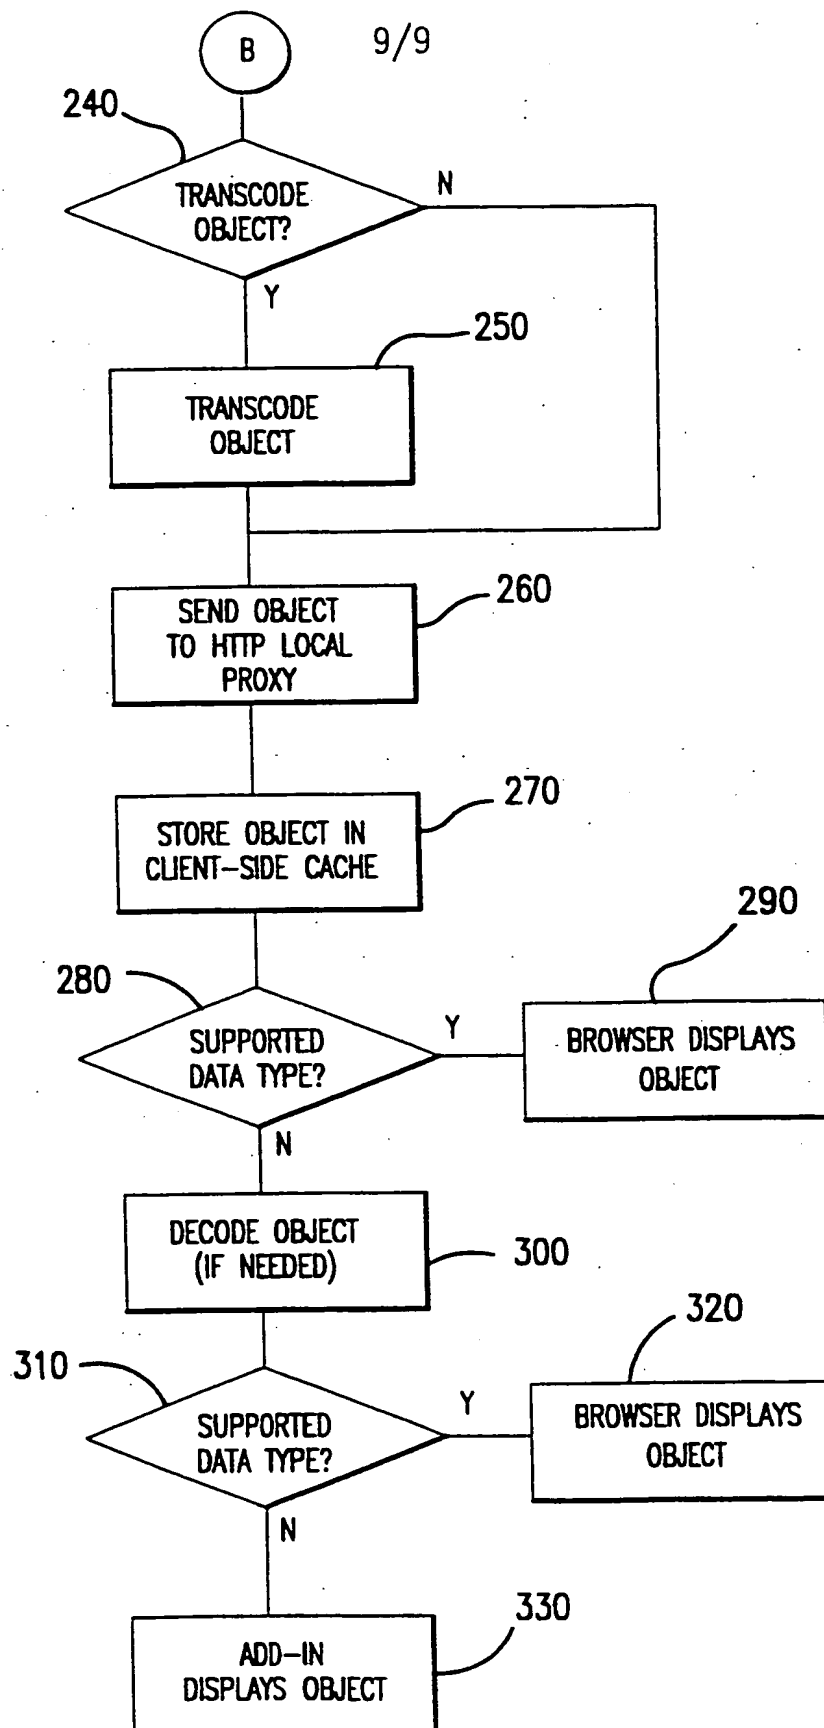 B
9/9
240
TRANSCODE
OBJECT?
N
Y
250
TRANSCODE
OBJECT
260
SEND OBJECT
TO HTTP LOCAL
PROXY
270
STORE OBJECT IN
CLIENT-SIDE CACHE
290
280
SUPPORTED
DATA TYPE?
Y
BROWSER DISPLAYS
OBJECT
N
DECODE OBJECT
(IF NEEDED)
300
320
310
SUPPORTED
DATA TYPE?
Y
BROWSER DISPLAYS
OBJECT
N
330
ADD-IN
DISPLAYS OBJECT